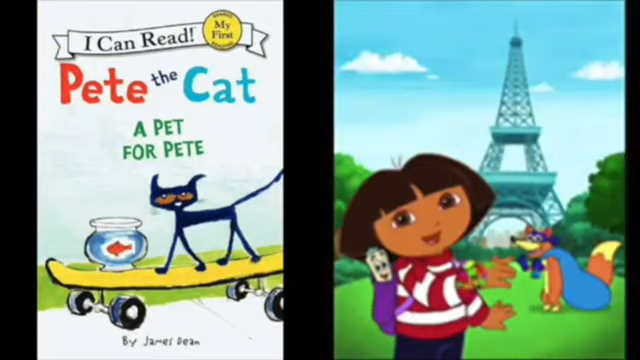 I Can Read!
My
First
Pete the Cat
A PET
FOR PETE
By James Dean